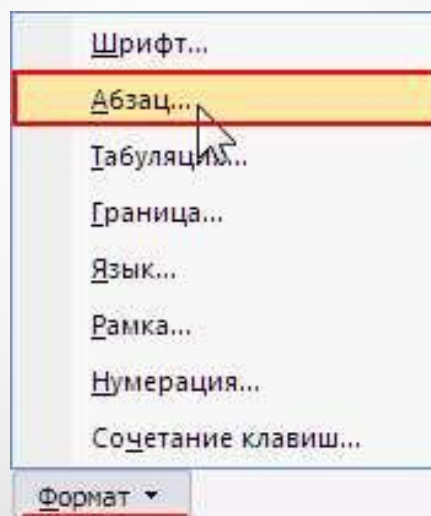 Шрифт...
Абзац...
Табуляция...
Граница...
Язык...
Рамка...
Нумерация...
Сочетание клавиш...
Формат